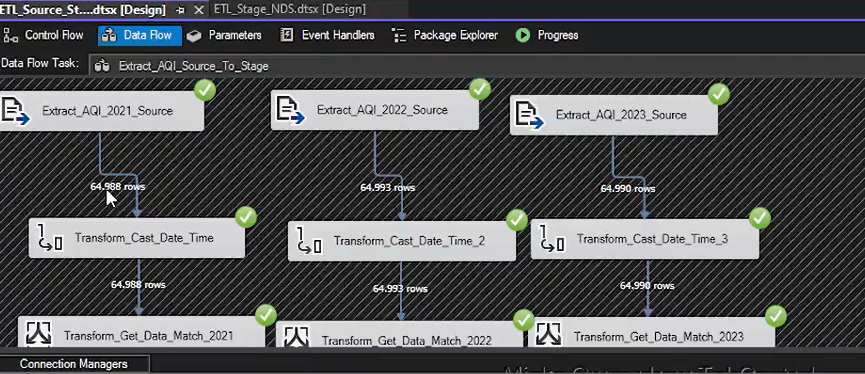 ETL_Source_St....dtsx [Design]
ETL_Stage_NDS.dtsx [Design]
Control Flow
Data Flow
Parameters
Event Handlers
Package Explorer
Progress
Data Flow Task:
Extract_AQI_Source_To_Stage
Extract_AQI_2021_Source
Extract_AQI_2022_Source
Extract_AQI_2023_Source
64.988 rows
64.993 rows
64.990 rows
Transform_Cast_Date_Time
Transform_Cast_Date_Time_2
Transform_Cast_Date_Time_3
64.988 rows
64.993 rows
64.990 rows
Transform_Get_Data_Match_2021
Transform_Get_Data_Match_2022
Transform_Get_Data_Match_2023
Connection Managers